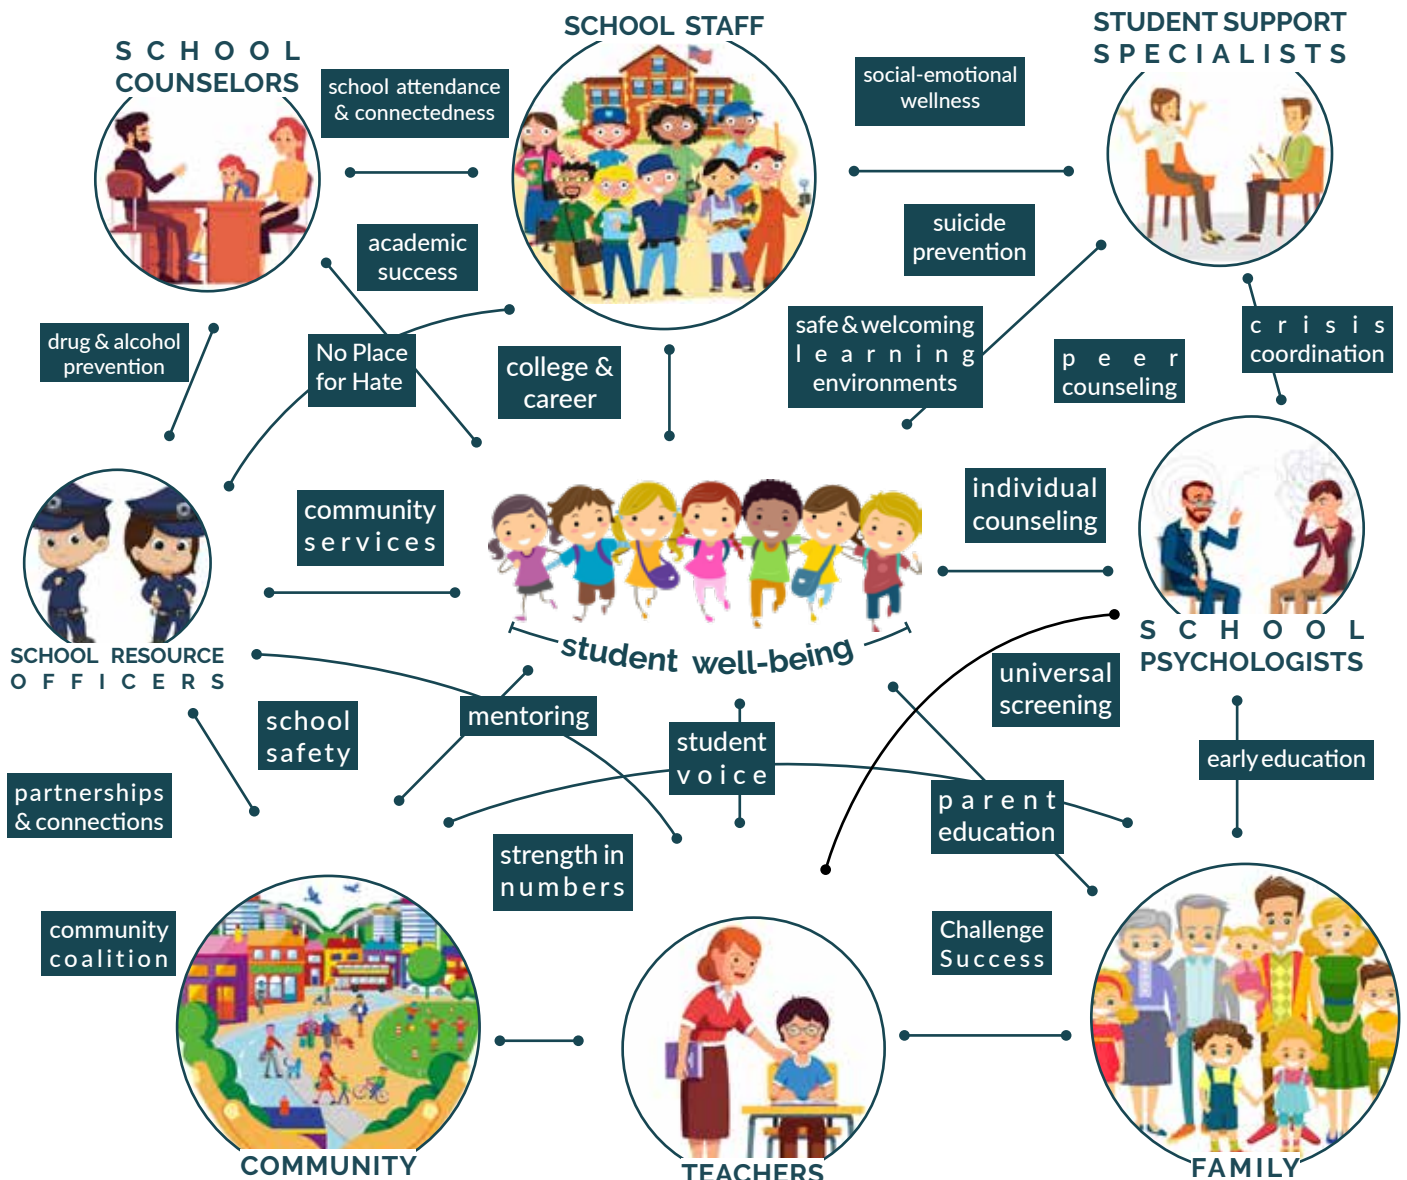 SCHOOL STAFF
STUDENT SUPPORT
SPECIALISTS
SCHOOL
COUNSELORS
school attendance
& connectedness
social-emotional
wellness
academic
success
suicide
prevention
drug & alcohol
prevention
No Place
for Hate
college &
career
safe & welcoming
learning
environments
peer
counseling
crisis
coordination
community
services
individual
counseling
student well-being
SCHOOL RESOURCE
OFFICERS
SCHOOL
PSYCHOLOGISTS
universal
screening
school
safety
mentoring
student
voice
early education
partnerships
& connections
parent
education
strength in
numbers
community
coalition
Challenge
Success
COMMUNITY
TEACHERS
FAMILY